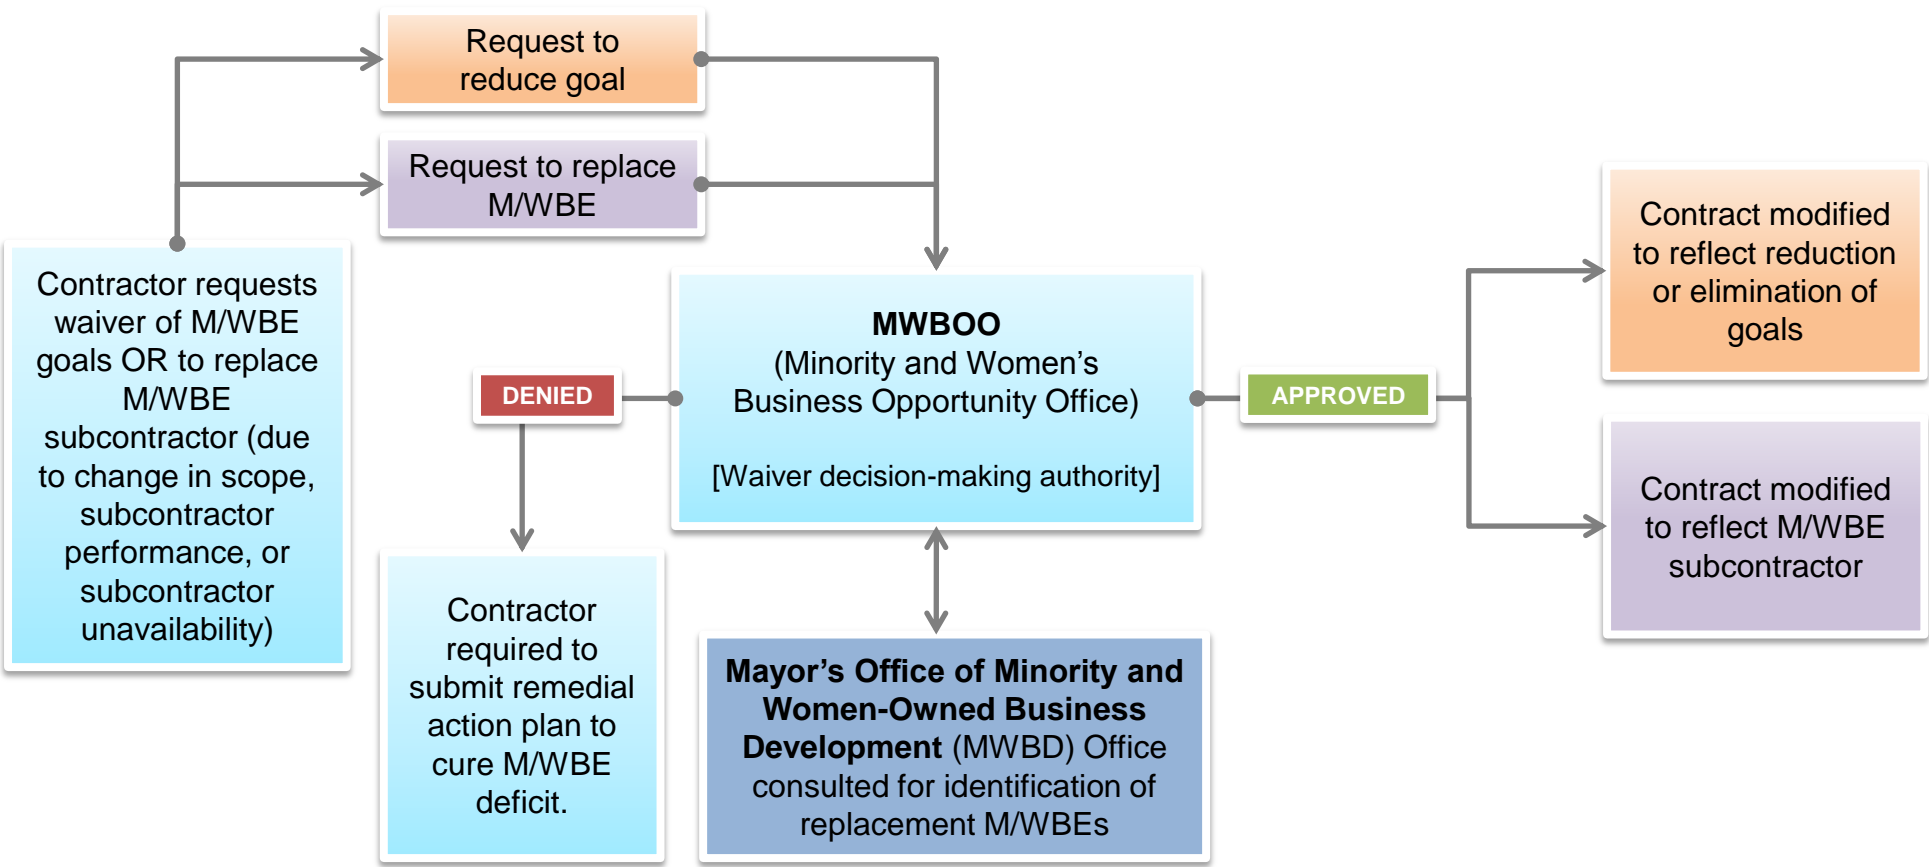 Request to
reduce goal
Request to replace
M/WBE
Contractor requests
waiver of M/WBE
goals OR to replace
M/WBE
subcontractor (due
to change in scope,
subcontractor
performance, or
subcontractor
unavailability)
MWBOO
(Minority and Women’s
Business Opportunity Office)
[Waiver decision-making authority]
DENIED
APPROVED
Contractor
required to
submit remedial
action plan to
cure M/WBE
deficit.
Mayor’s Office of Minority and
Women-Owned Business
Development (MWBD) Office
consulted for identification of
replacement M/WBEs
Contract modified
to reflect reduction
or elimination of
goals
Contract modified
to reflect M/WBE
subcontractor